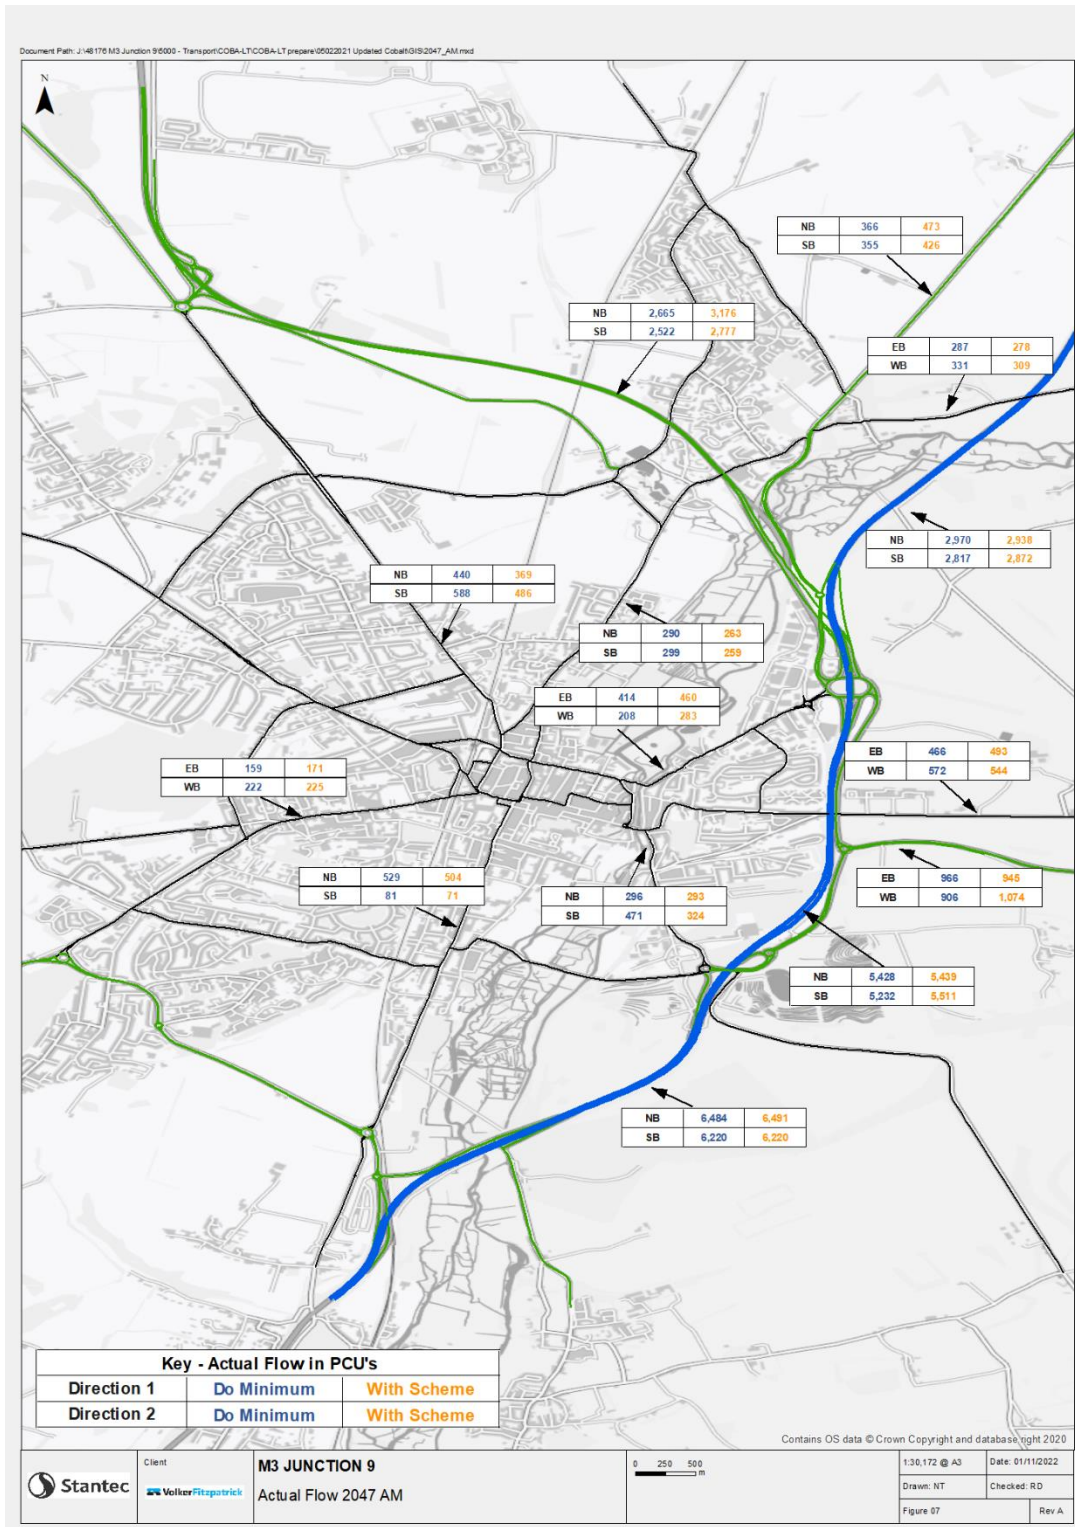 Document Path: J:\48176 M3 Junction 9\6000 - Transport\COBA-LT\COBA-LT prepare\05022021 Updated Cobalt\GIS\2047_AM.mxd
N
NB 366 473
SB 355 426
NB 2,665 3,176
SB 2,522 2,777
EB 287 278
WB 331 309
NB 2,970 2,938
SB 2,817 2,872
NB 440 369
SB 588 486
NB 290 263
SB 299 259
EB 414 460
WB 208 283
EB 466 493
WB 572 544
EB 159 171
WB 222 225
NB 529 504
SB 81 71
NB 296 293
SB 471 324
EB 966 945
WB 906 1,074
NB 5,428 5,439
SB 5,232 5,511
NB 6,484 6,491
SB 6,220 6,220
Key - Actual Flow in PCU's
Direction 1 Do Minimum With Scheme
Direction 2 Do Minimum With Scheme
Contains OS data © Crown Copyright and database right 2020
Stantec
Client
VolkerFitzpatrick
M3 JUNCTION 9
Actual Flow 2047 AM
0 250 500
m
1:30,172 @ A3 Date: 01/11/2022
Drawn: NT Checked: RD
Figure 07 Rev A